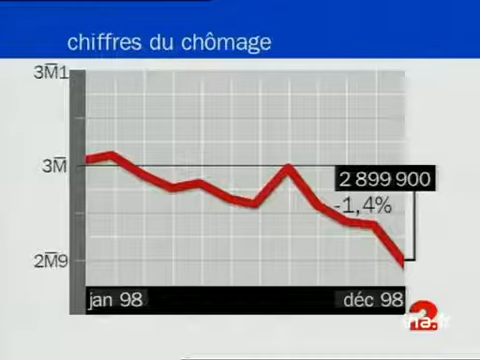 chiffres du chômage
3M̅1
3M̅
2 899 900
-1,4%
2M̅9
jan 98
déc 98
2
ina.fr